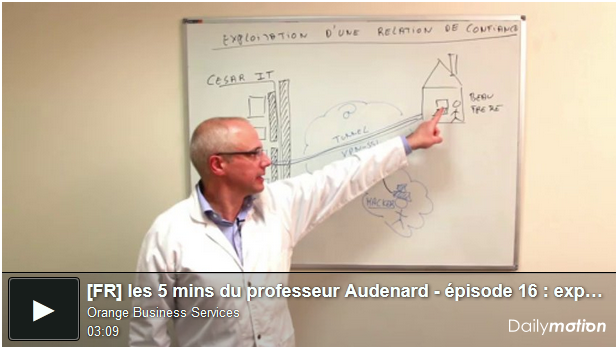 EXPLOITATION D'UNE RELATION DE CONFIANCE
CESAR IT
BEAU
FRERE
TUNNEL
HACKER
[FR] les 5 mins du professeur Audenard - épisode 16 : exp...
Orange Business Services
03:09
Dailymotion